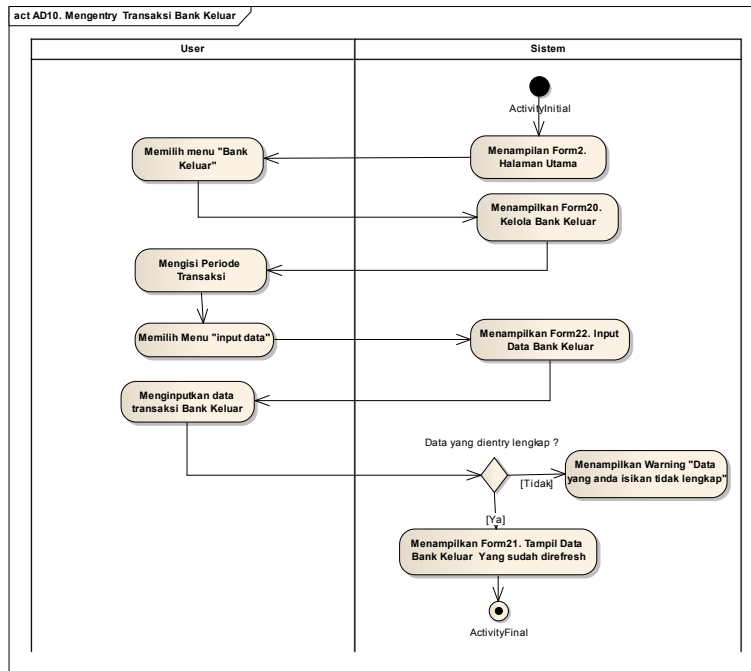 act AD10. Mengentry Transaksi Bank Keluar
User
Sistem
ActivityInitial
Menampilan Form2.
Halaman Utama
Memilih menu "Bank
Keluar"
Menampilkan Form20.
Kelola Bank Keluar
Mengisi Periode
Transaksi
Memilih Menu "input data"
Menampilkan Form22. Input
Data Bank Keluar
Menginputkan data
transaksi Bank Keluar
Data yang dientry lengkap ?
[Tidak]
Menampilkan Warning "Data
yang anda isikan tidak lengkap"
[Ya]
Menampilkan Form21. Tampil Data
Bank Keluar Yang sudah direfresh
ActivityFinal